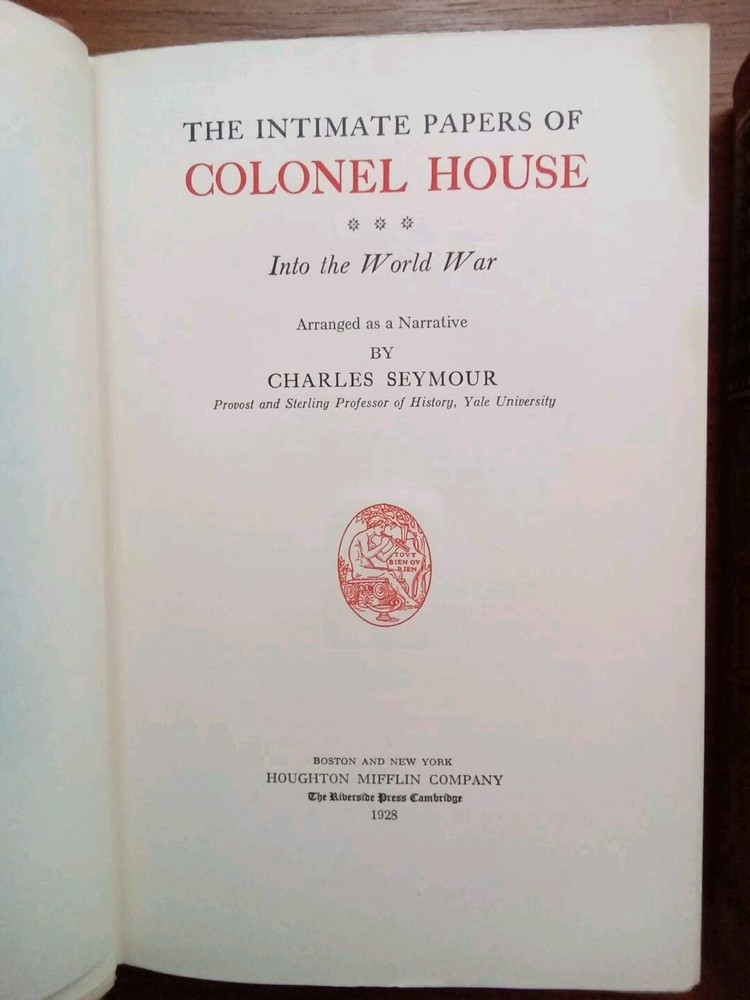 THE INTIMATE PAPERS OF
COLONEL HOUSE
Into the World War
Arranged as a Narrative
BY
CHARLES SEYMOUR
Provost and Sterling Professor of History, Yale University
TOVT
BIEN OV
RIEN
BOSTON AND NEW YORK
HOUGHTON MIFFLIN COMPANY
The Riverside Press Cambridge
1928